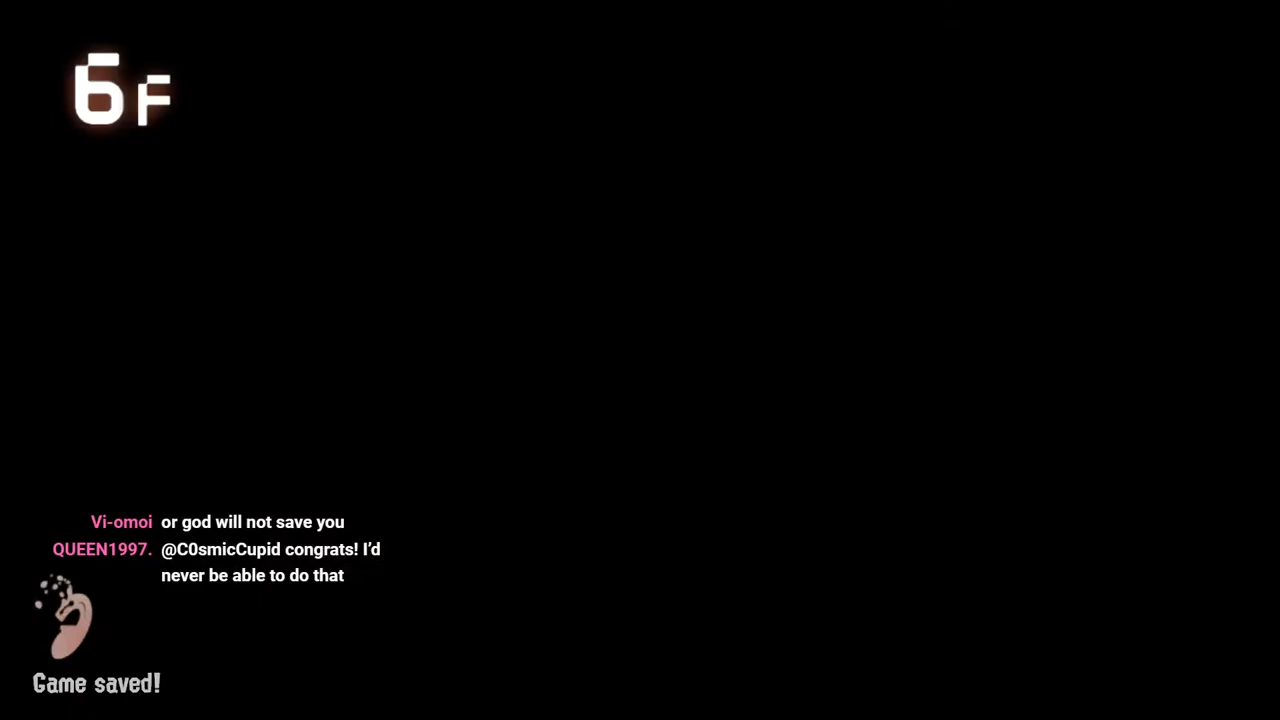 6F
Vi-omoi or god will not save you
QUEEN1997. @C0smicCupid congrats! I’d
never be able to do that
Game saved!